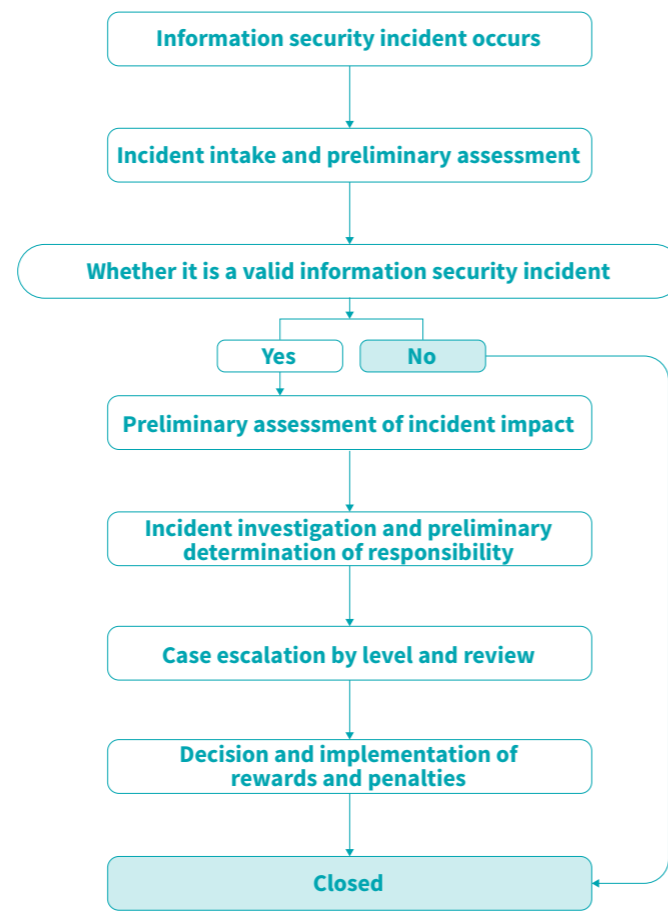 Information security incident occurs
Incident intake and preliminary assessment
Whether it is a valid information security incident
Yes
No
Preliminary assessment of incident impact
Incident investigation and preliminary
determination of responsibility
Case escalation by level and review
Decision and implementation of
rewards and penalties
Closed